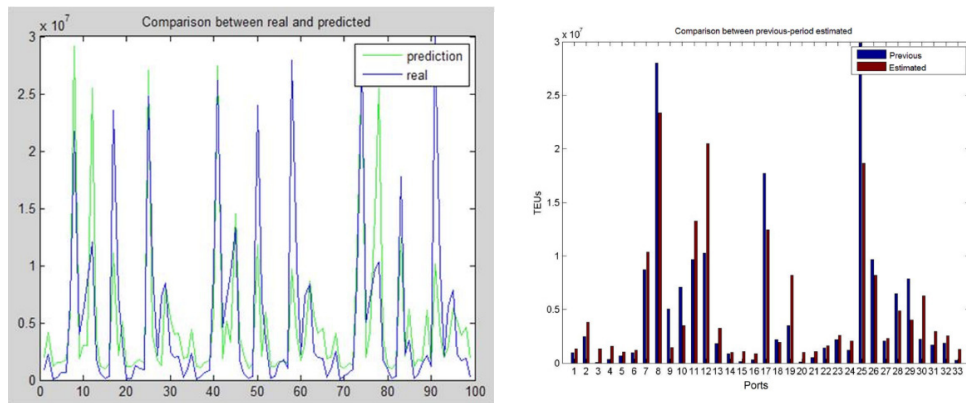 x 10⁷
Comparison between real and predicted
3
2.5
2
1.5
1
0.5
0
prediction
real
0 10 20 30 40 50 60 70 80 90 100
x 10⁷
Comparison between previous-period estimated
3
2.5
2
1.5
1
0.5
0
TEUs
Previous
Estimated
1 2 3 4 5 6 7 8 9 10 11 12 13 14 15 16 17 18 19 20 21 22 23 24 25 26 27 28 29 30 31 32 33
Ports